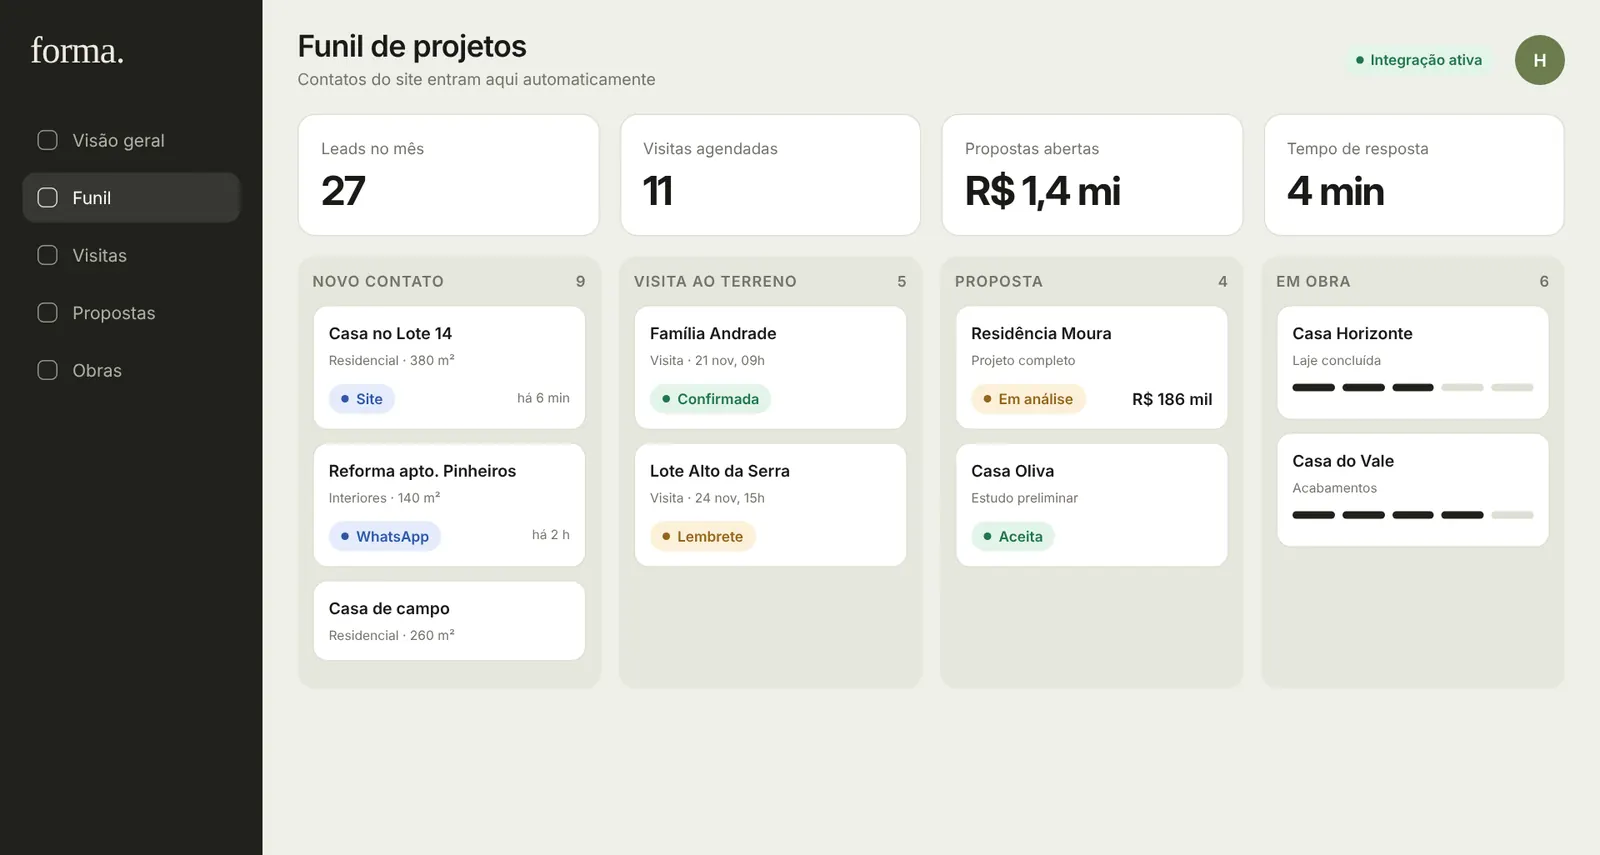 forma.
Visão geral
Funil
Visitas
Propostas
Obras
Funil de projetos
Contatos do site entram aqui automaticamente
Integração ativa
H
Leads no mês
27
Visitas agendadas
11
Propostas abertas
R$ 1,4 mi
Tempo de resposta
4 min
NOVO CONTATO 9
Casa no Lote 14
Residencial · 380 m²
Site há 6 min
Reforma apto. Pinheiros
Interiores · 140 m²
WhatsApp há 2 h
Casa de campo
Residencial · 260 m²
VISITA AO TERRENO 5
Família Andrade
Visita · 21 nov, 09h
Confirmada
Lote Alto da Serra
Visita · 24 nov, 15h
Lembrete
PROPOSTA 4
Residência Moura
Projeto completo
Em análise R$ 186 mil
Casa Oliva
Estudo preliminar
Aceita
EM OBRA 6
Casa Horizonte
Laje concluída
Casa do Vale
Acabamentos